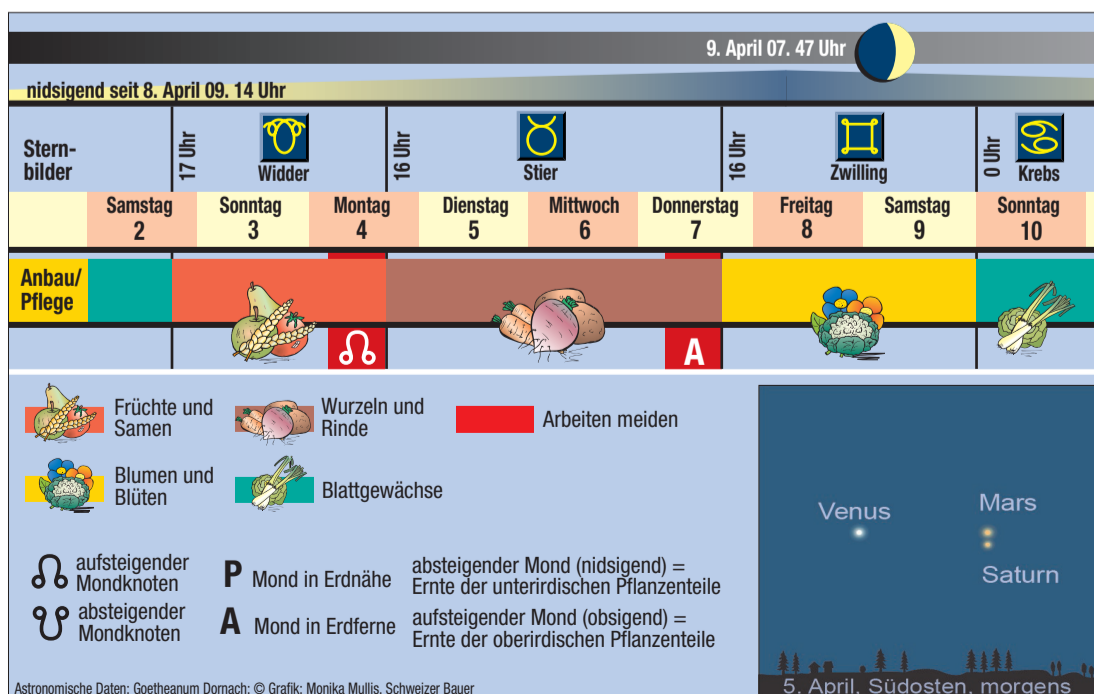 9. April 07. 47 Uhr
nidsigend seit 8. April 09. 14 Uhr
Stern-
bilder
17 Uhr
Widder
16 Uhr
Stier
16 Uhr
Zwilling
0 Uhr
Krebs
Samstag Sonntag Montag Dienstag Mittwoch Donnerstag Freitag Samstag Sonntag
2 3 4 5 6 7 8 9 10
Anbau/
Pflege
A
Früchte und
Samen
Wurzeln und
Rinde
Arbeiten meiden
Blumen und
Blüten
Blattgewächse
aufsteigender
Mondknoten
absteigender
Mondknoten
P Mond in Erdnähe
A Mond in Erdferne
absteigender Mond (nidsigend) =
Ernte der unterirdischen Pflanzenteile
aufsteigender Mond (obsigend) =
Ernte der oberirdischen Pflanzenteile
Venus
Mars
Saturn
5. April, Südosten, morgens
Astronomische Daten: Goetheanum Dornach; © Grafik: Monika Mullis, Schweizer Bauer